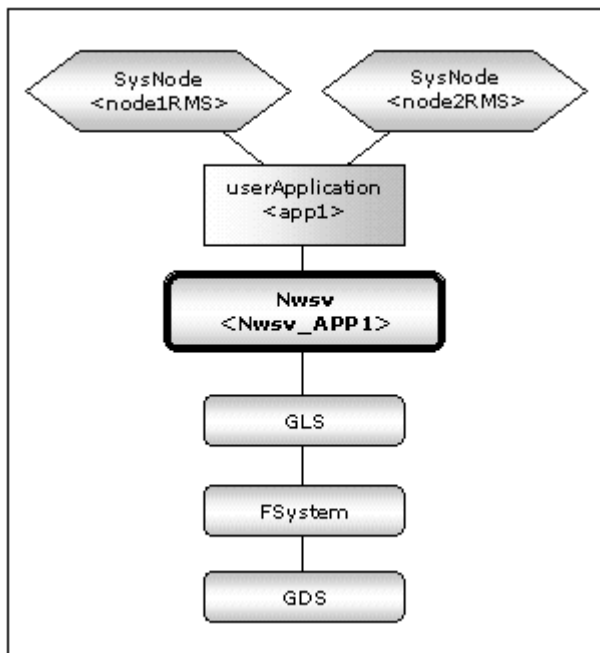 SysNode
<node1RMS>
SysNode
<node2RMS>
userApplication
<app1>
Nwsv
<Nwsv_APP1>
GLS
FSystem
GDS